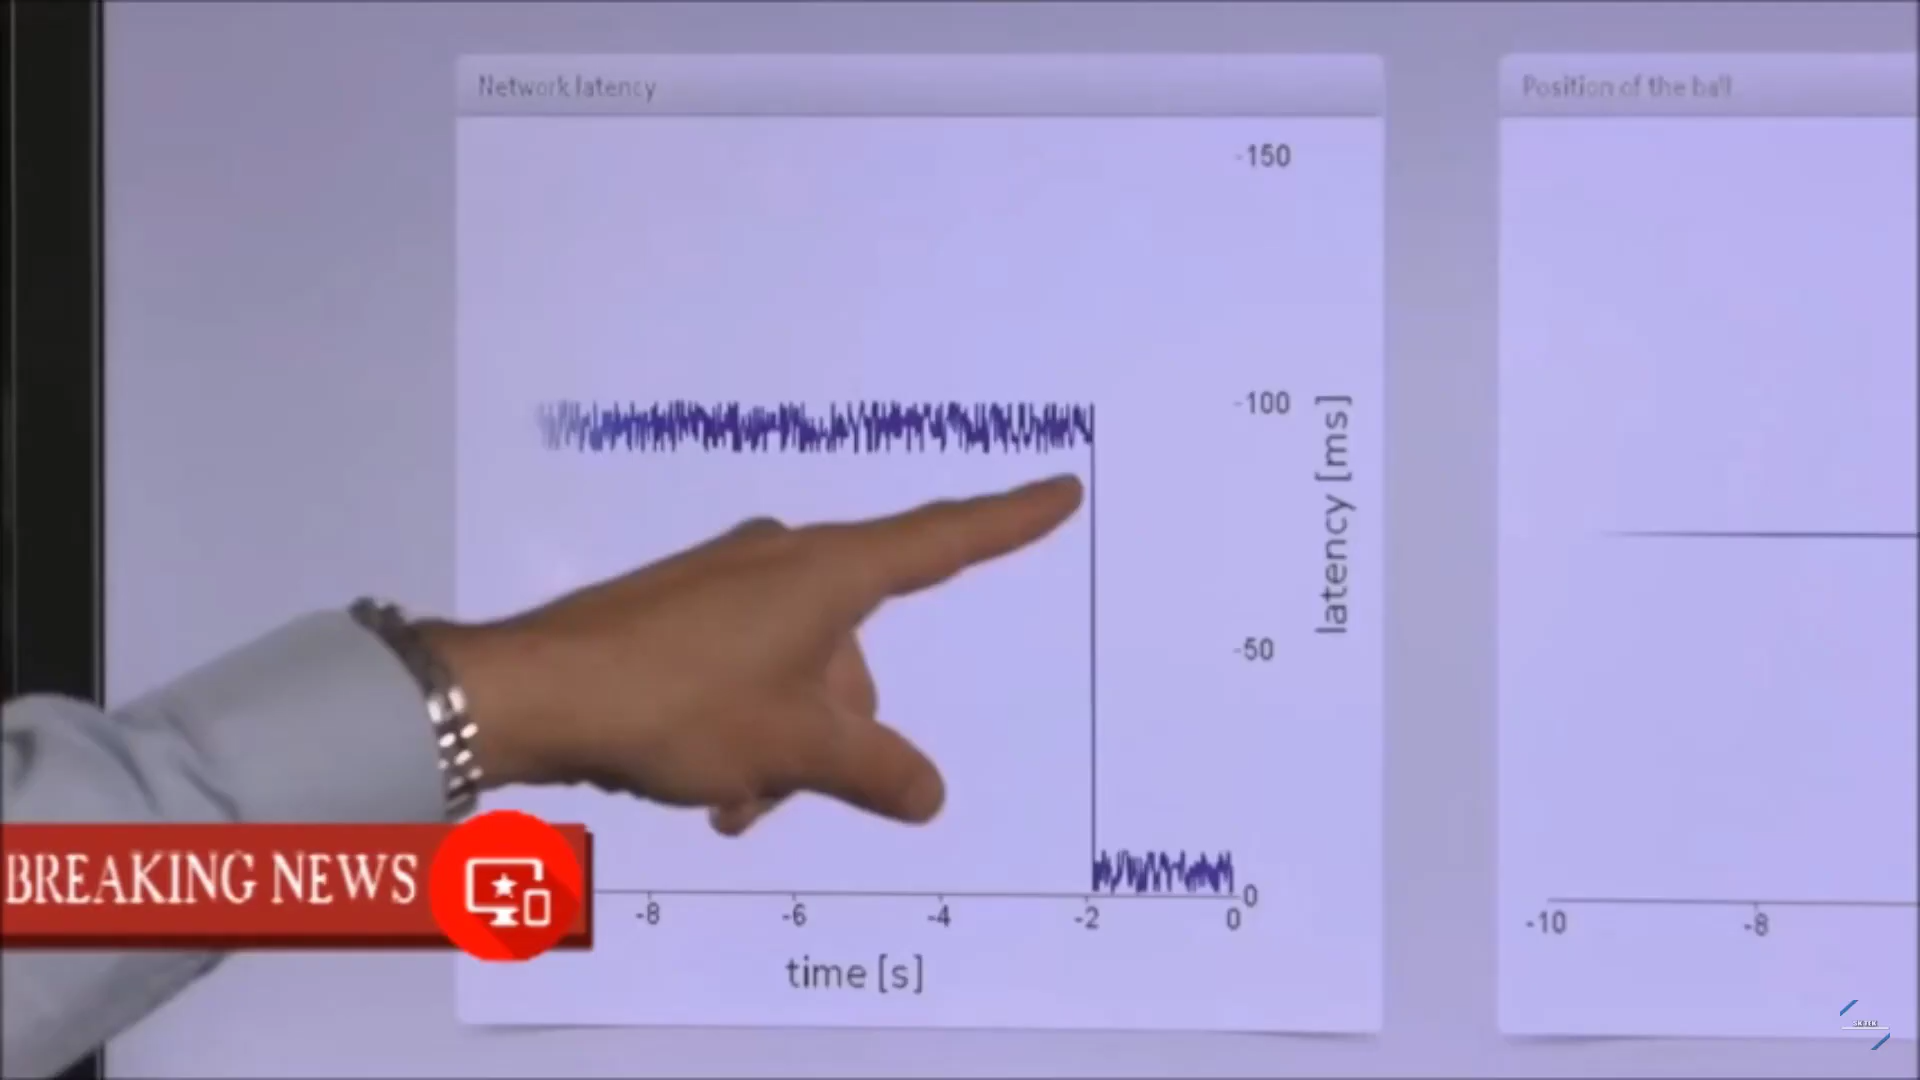 Network latency
Position of the ball
-150
-100
-50
0
latency [ms]
-8
-6
-4
-2
0
time [s]
-10
-8
BREAKING NEWS